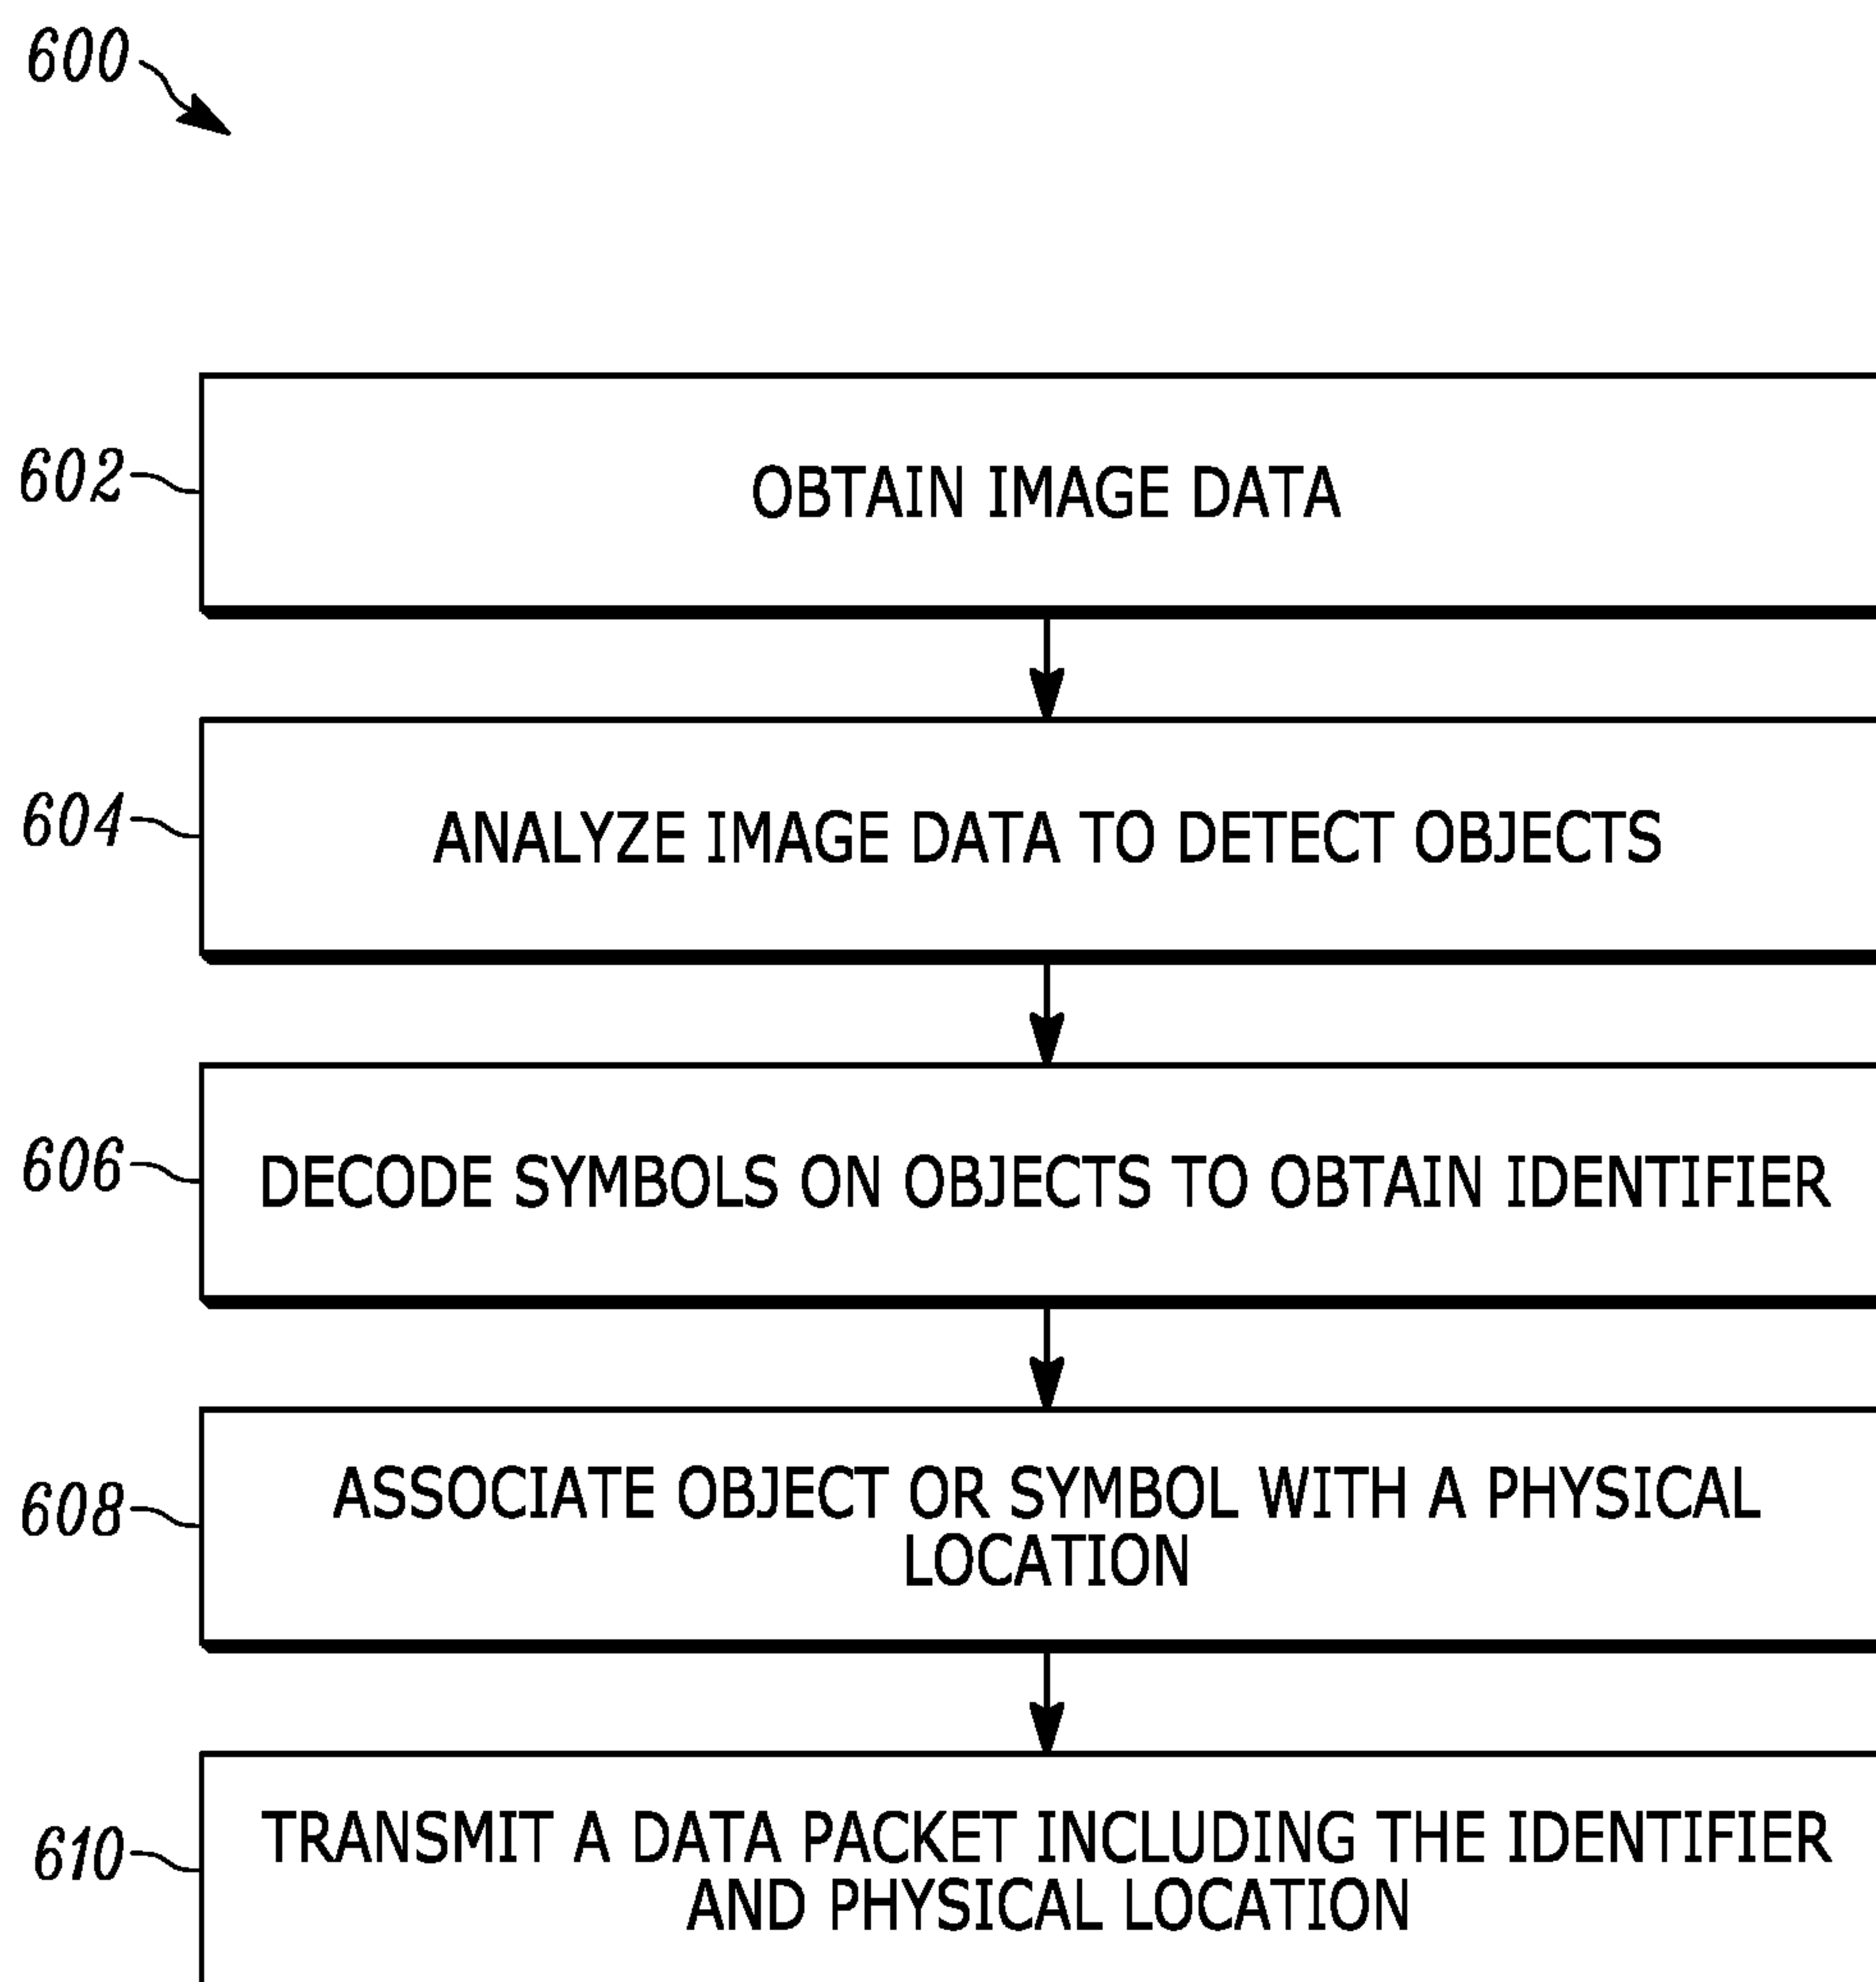 600
602
OBTAIN IMAGE DATA
604
ANALYZE IMAGE DATA TO DETECT OBJECTS
606
DECODE SYMBOLS ON OBJECTS TO OBTAIN IDENTIFIER
608
ASSOCIATE OBJECT OR SYMBOL WITH A PHYSICAL
LOCATION
610
TRANSMIT A DATA PACKET INCLUDING THE IDENTIFIER
AND PHYSICAL LOCATION